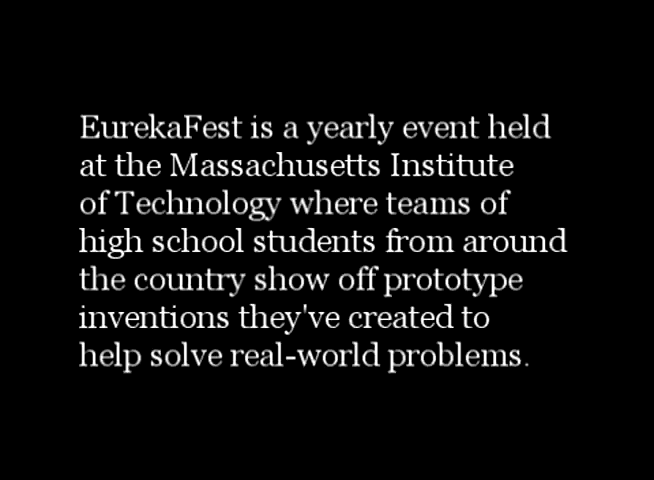 EurekaFest is a yearly event held
at the Massachusetts Institute
of Technology where teams of
high school students from around
the country show off prototype
inventions they've created to
help solve real-world problems.